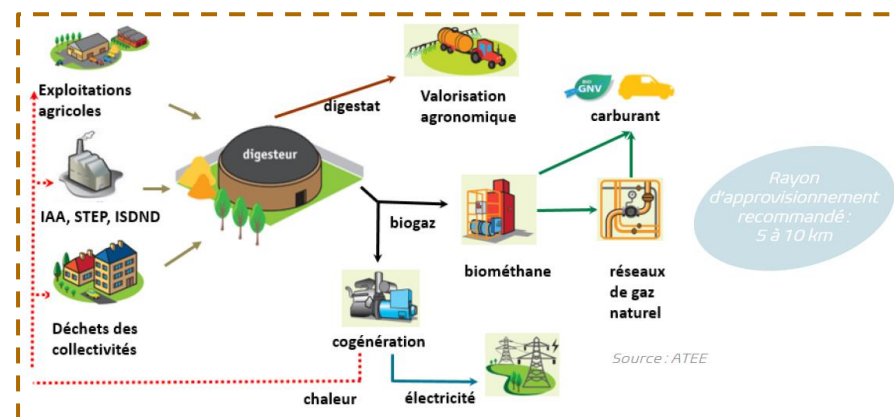 Exploitations
agricoles
IAA, STEP, ISDND
Déchets des
collectivités
digesteur
digestat
Valorisation
agronomique
biogaz
cogénération
chaleur
électricité
biométhane
BIO
GNV
carburant
réseaux
de gaz
naturel
Rayon
d'approvisionnement
recommandé :
5 à 10 km
Source : ATEE